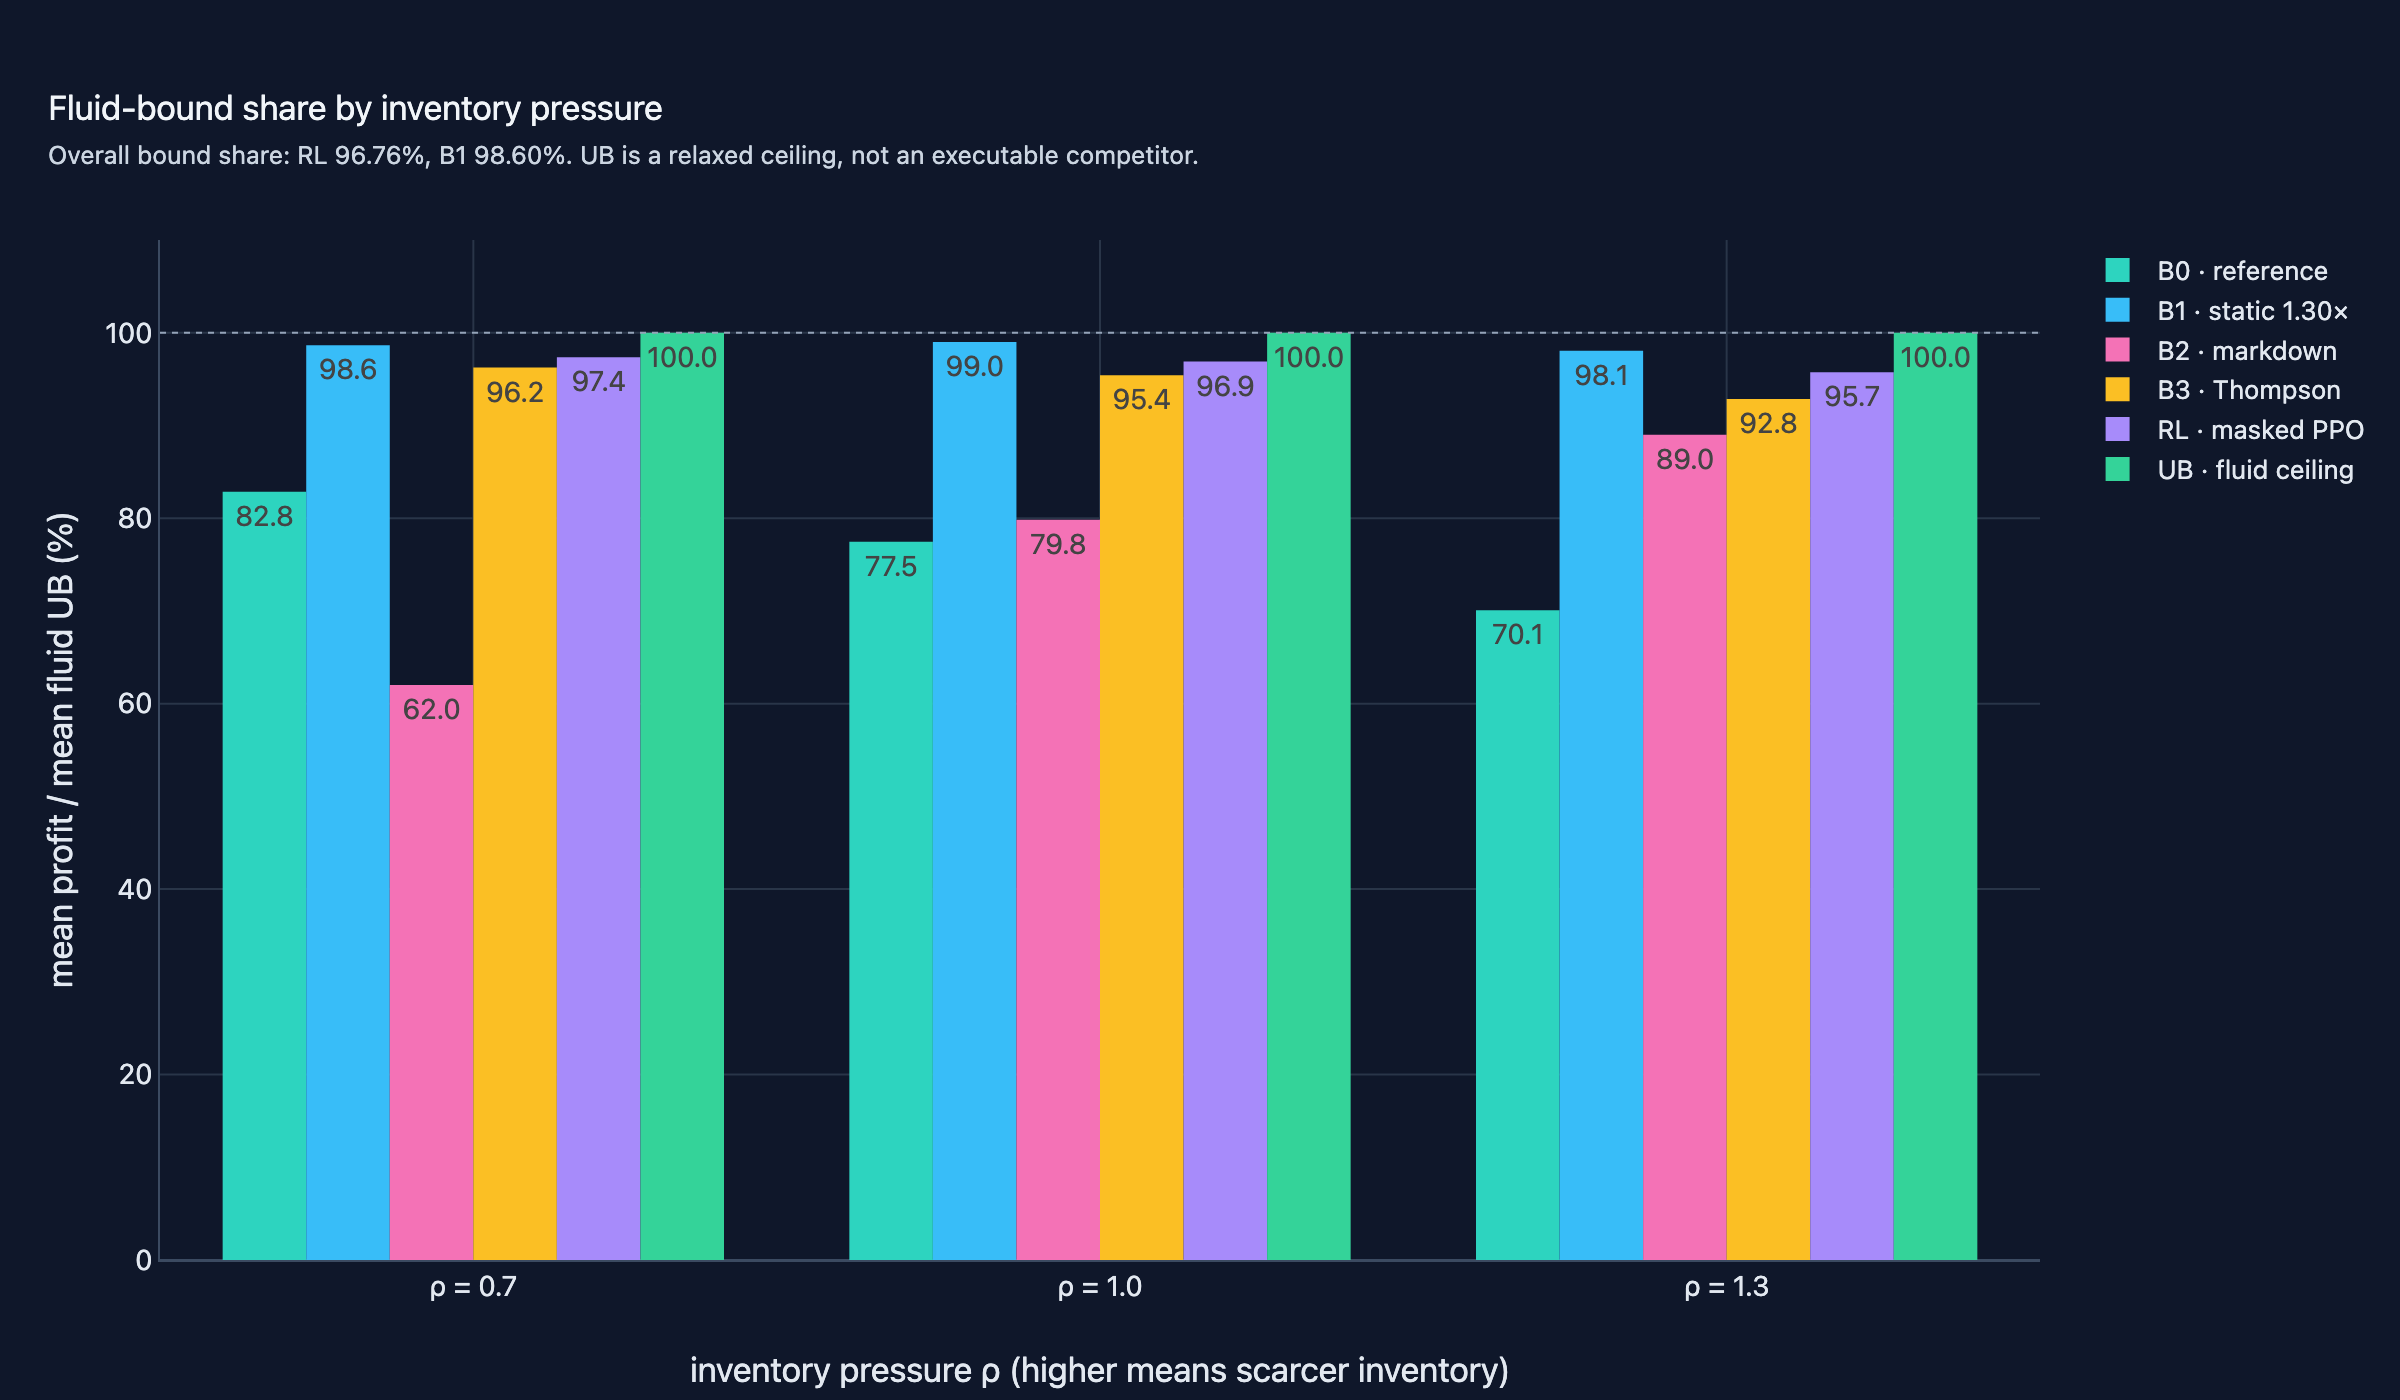 Fluid-bound share by inventory pressure
Overall bound share: RL 96.76%, B1 98.60%. UB is a relaxed ceiling, not an executable competitor.
B0 · reference
B1 · static 1.30×
B2 · markdown
B3 · Thompson
RL · masked PPO
UB · fluid ceiling
mean profit / mean fluid UB (%)
100
80
60
40
20
0
82.8
98.6
62.0
96.2
97.4
100.0
77.5
99.0
79.8
95.4
96.9
100.0
70.1
98.1
89.0
92.8
95.7
100.0
ρ = 0.7
ρ = 1.0
ρ = 1.3
inventory pressure ρ (higher means scarcer inventory)